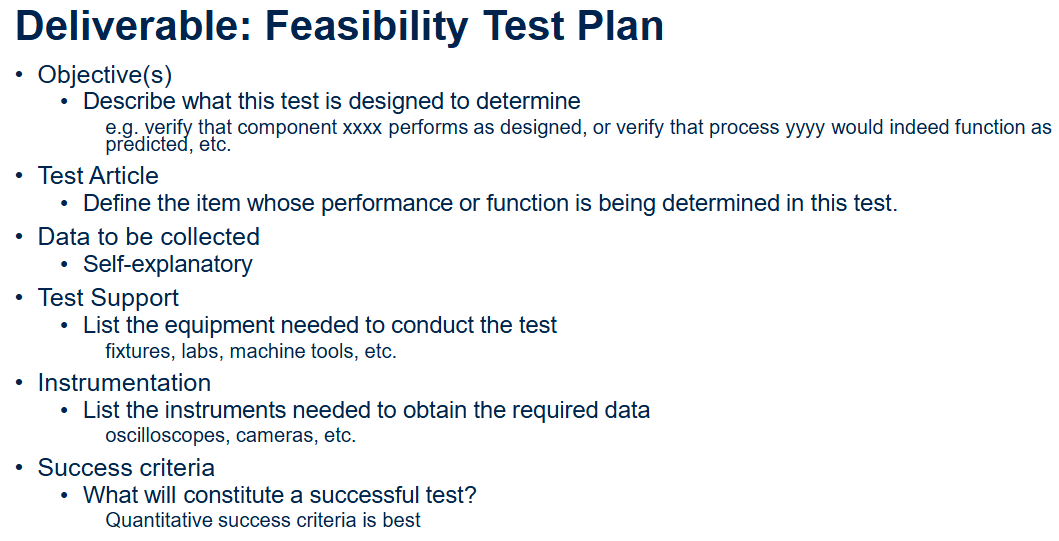 Deliverable: Feasibility Test Plan
• Objective(s)
• Describe what this test is designed to determine
e.g. verify that component xxxx performs as designed, or verify that process yyyy would indeed function as
predicted, etc.
• Test Article
• Define the item whose performance or function is being determined in this test.
• Data to be collected
• Self-explanatory
• Test Support
• List the equipment needed to conduct the test
fixtures, labs, machine tools, etc.
• Instrumentation
• List the instruments needed to obtain the required data
oscilloscopes, cameras, etc.
• Success criteria
• What will constitute a successful test?
Quantitative success criteria is best